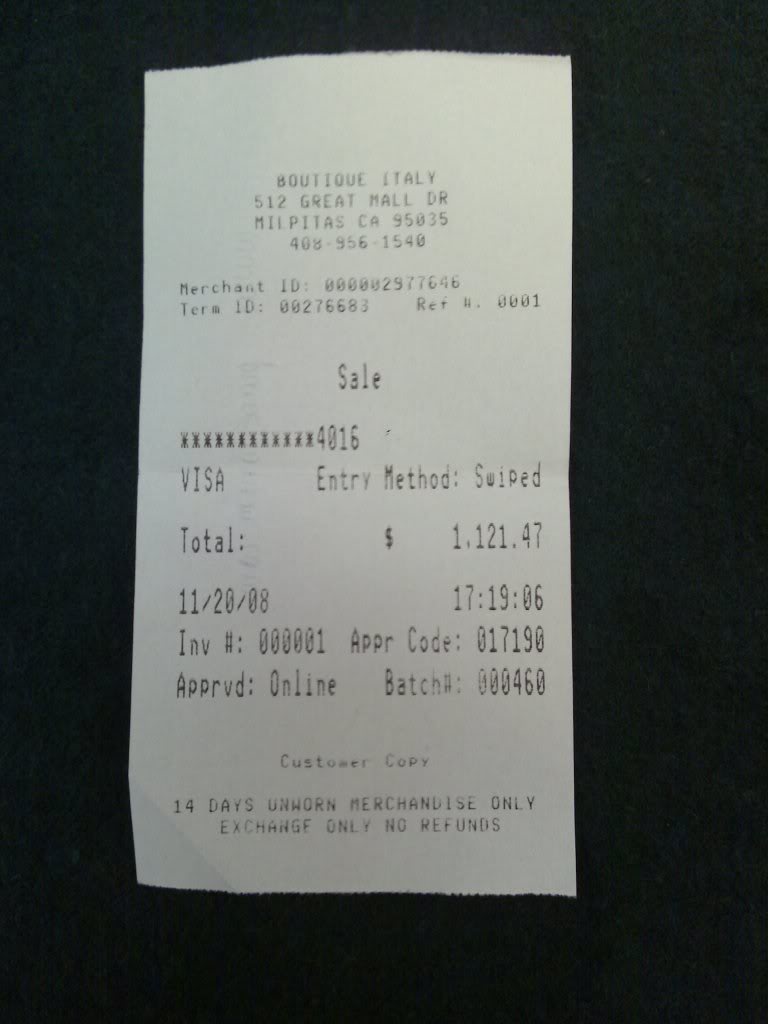 BOUTIQUE ITALY
512 GREAT MALL DR
MILPITAS CA 95035
408-956-1540
Merchant ID: 000002977646
Term ID: 00276683 Ref #. 0001
Sale
************4016
VISA Entry Method: Swiped
Total: $ 1,121.47
11/20/08 17:19:06
Inv #: 000001 Appr Code: 017190
Apprvd: Online Batch#: 000460
Customer Copy
14 DAYS UNWORN MERCHANDISE ONLY
EXCHANGE ONLY NO REFUNDS